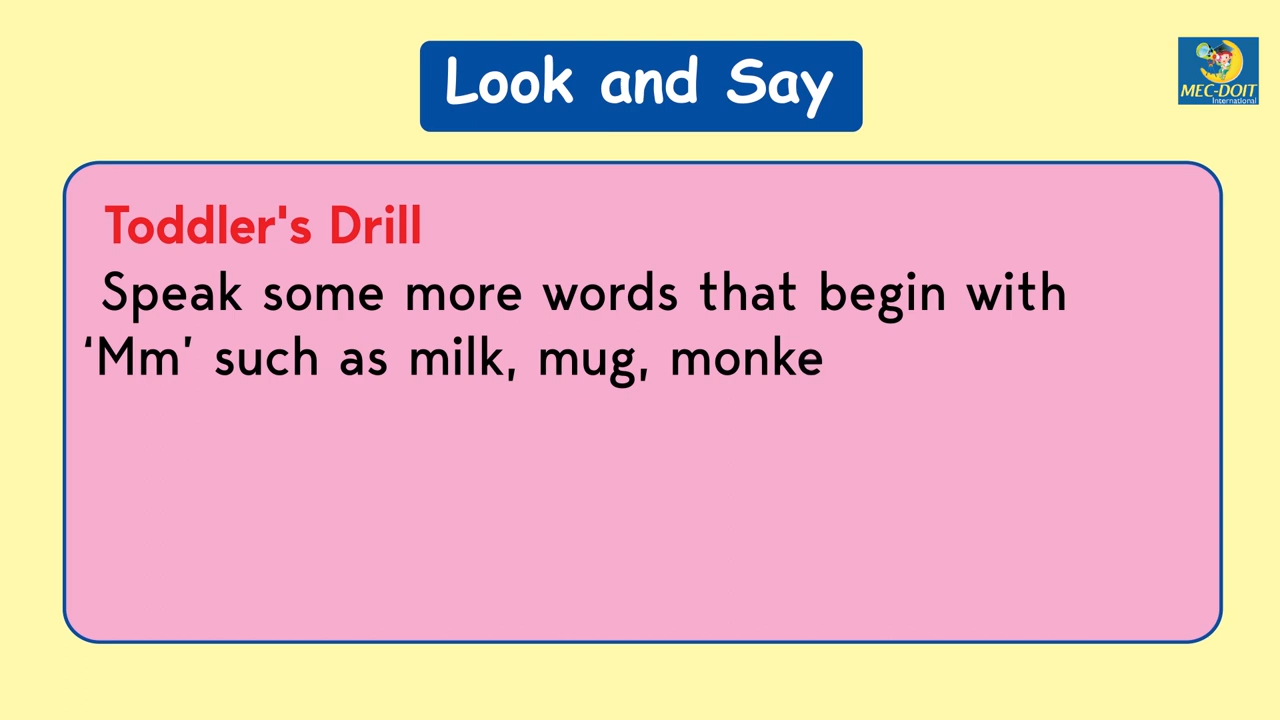 Look and Say
MEC-DOIT
International
Toddler's Drill
Speak some more words that begin with
‘Mm’ such as milk, mug, monke